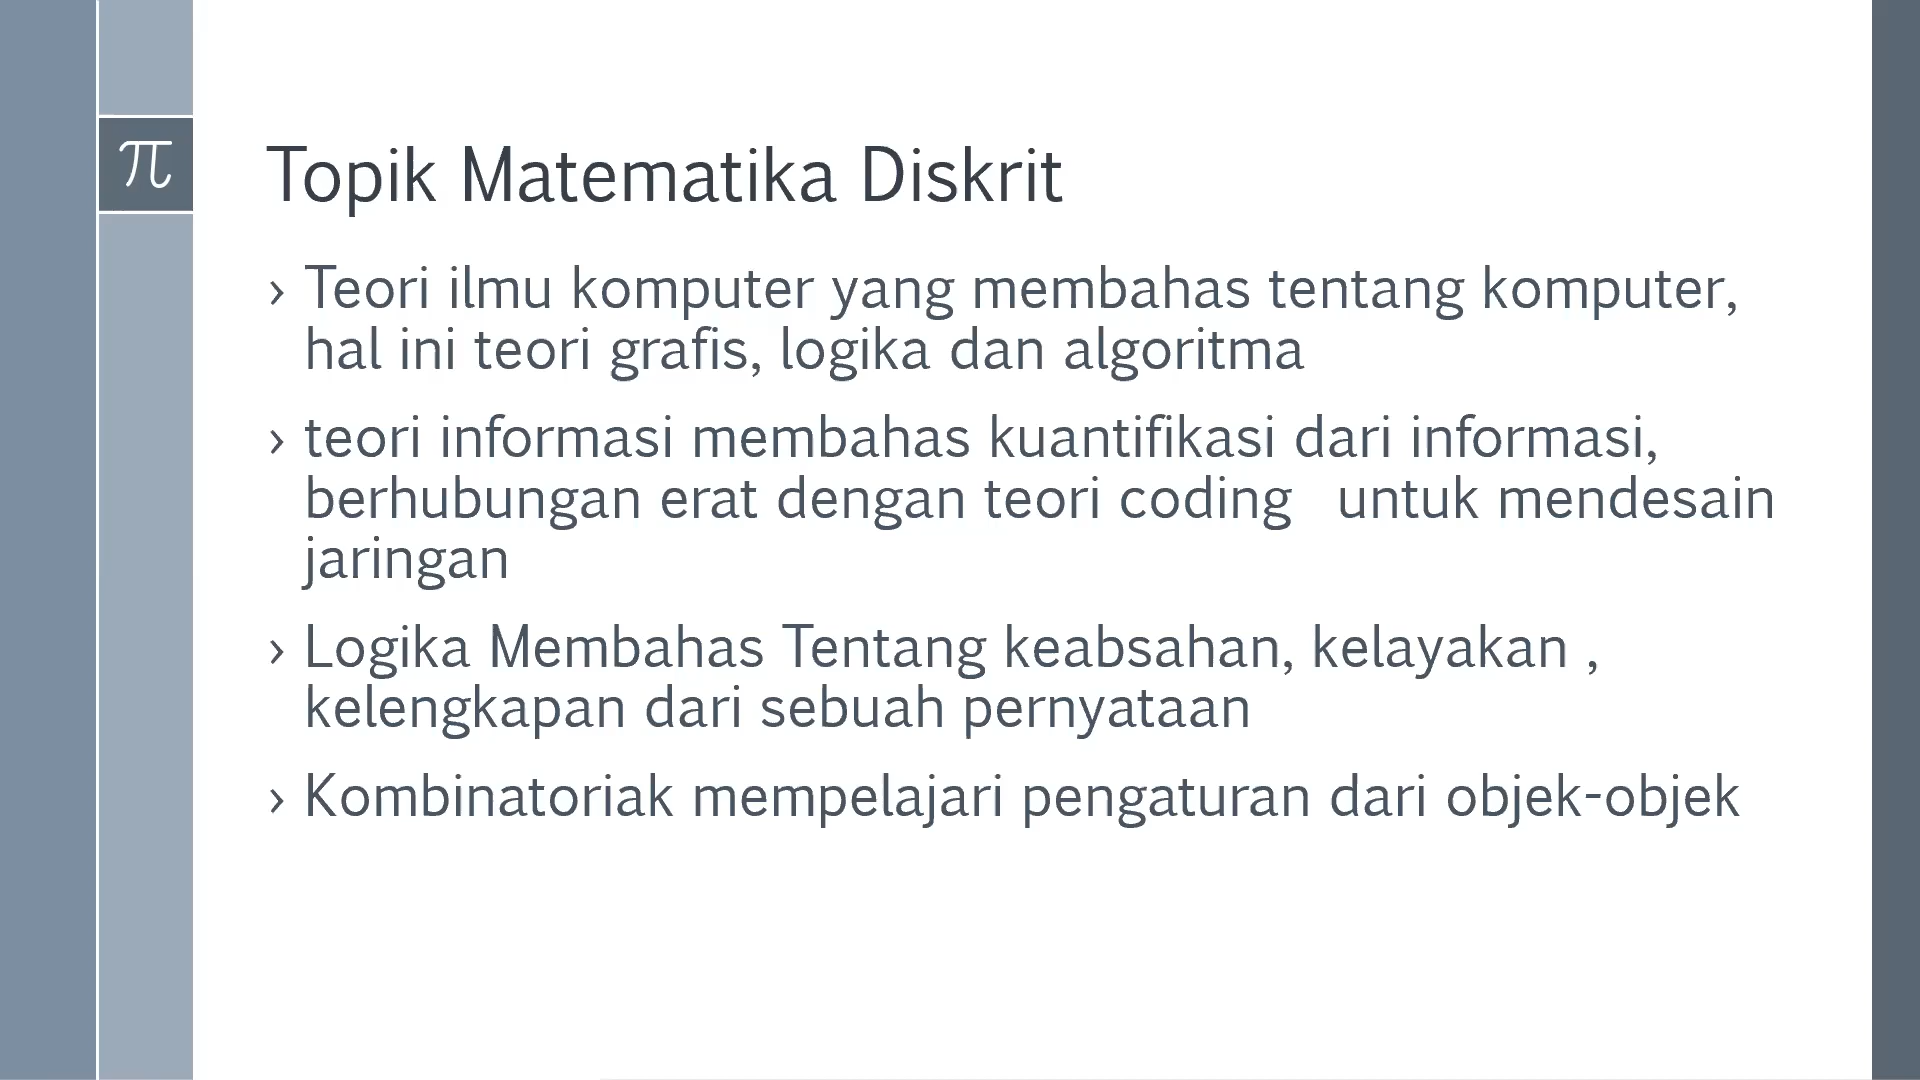 π
Topik Matematika Diskrit
› Teori ilmu komputer yang membahas tentang komputer,
hal ini teori grafis, logika dan algoritma
› teori informasi membahas kuantifikasi dari informasi,
berhubungan erat dengan teori coding   untuk mendesain
jaringan
› Logika Membahas Tentang keabsahan, kelayakan ,
kelengkapan dari sebuah pernyataan
› Kombinatoriak mempelajari pengaturan dari objek-objek